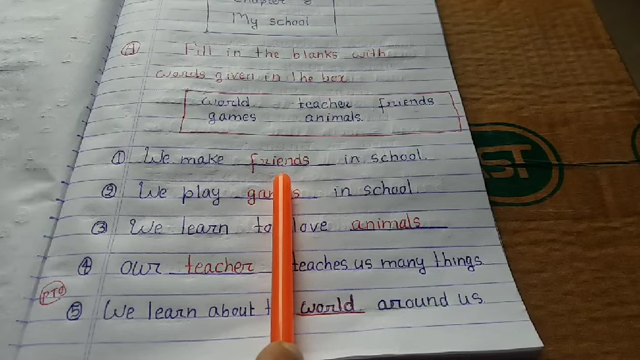 Chapter
My school
A Fill in the blanks with
words given in the box
world teacher friends
games animals.
1 We make friends in school.
2 We play games in school.
3 We learn to love animals
4 our teacher teaches us many things
PTO
5 We learn about world around us